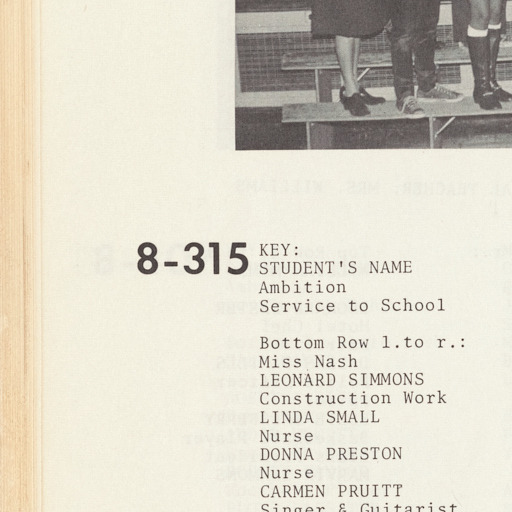 8-315
KEY:
STUDENT'S NAME
Ambition
Service to School
Bottom Row l.to r.:
Miss Nash
LEONARD SIMMONS
Construction Work
LINDA SMALL
Nurse
DONNA PRESTON
Nurse
CARMEN PRUITT
Singer & Guitarist